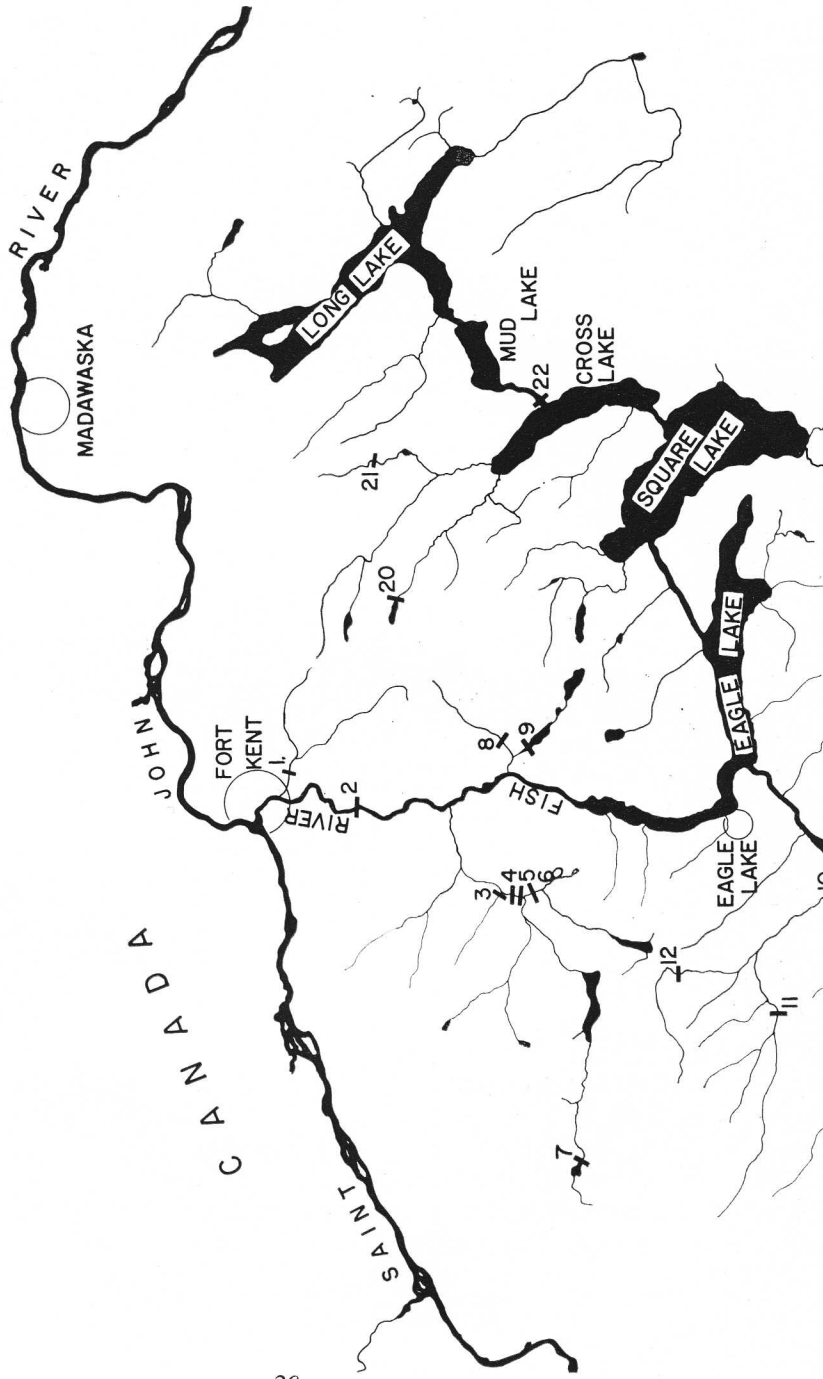 RIVER
MADAWASKA
JOHN
FORT
KENT
CANADA
SAINT
LONG LAKE
MUD
LAKE
CROSS
LAKE
SQUARE
LAKE
EAGLE LAKE
EAGLE
LAKE
FISH
RIVER
1.
2
3
4
5
6
7
8
9
11
12
20
21
22